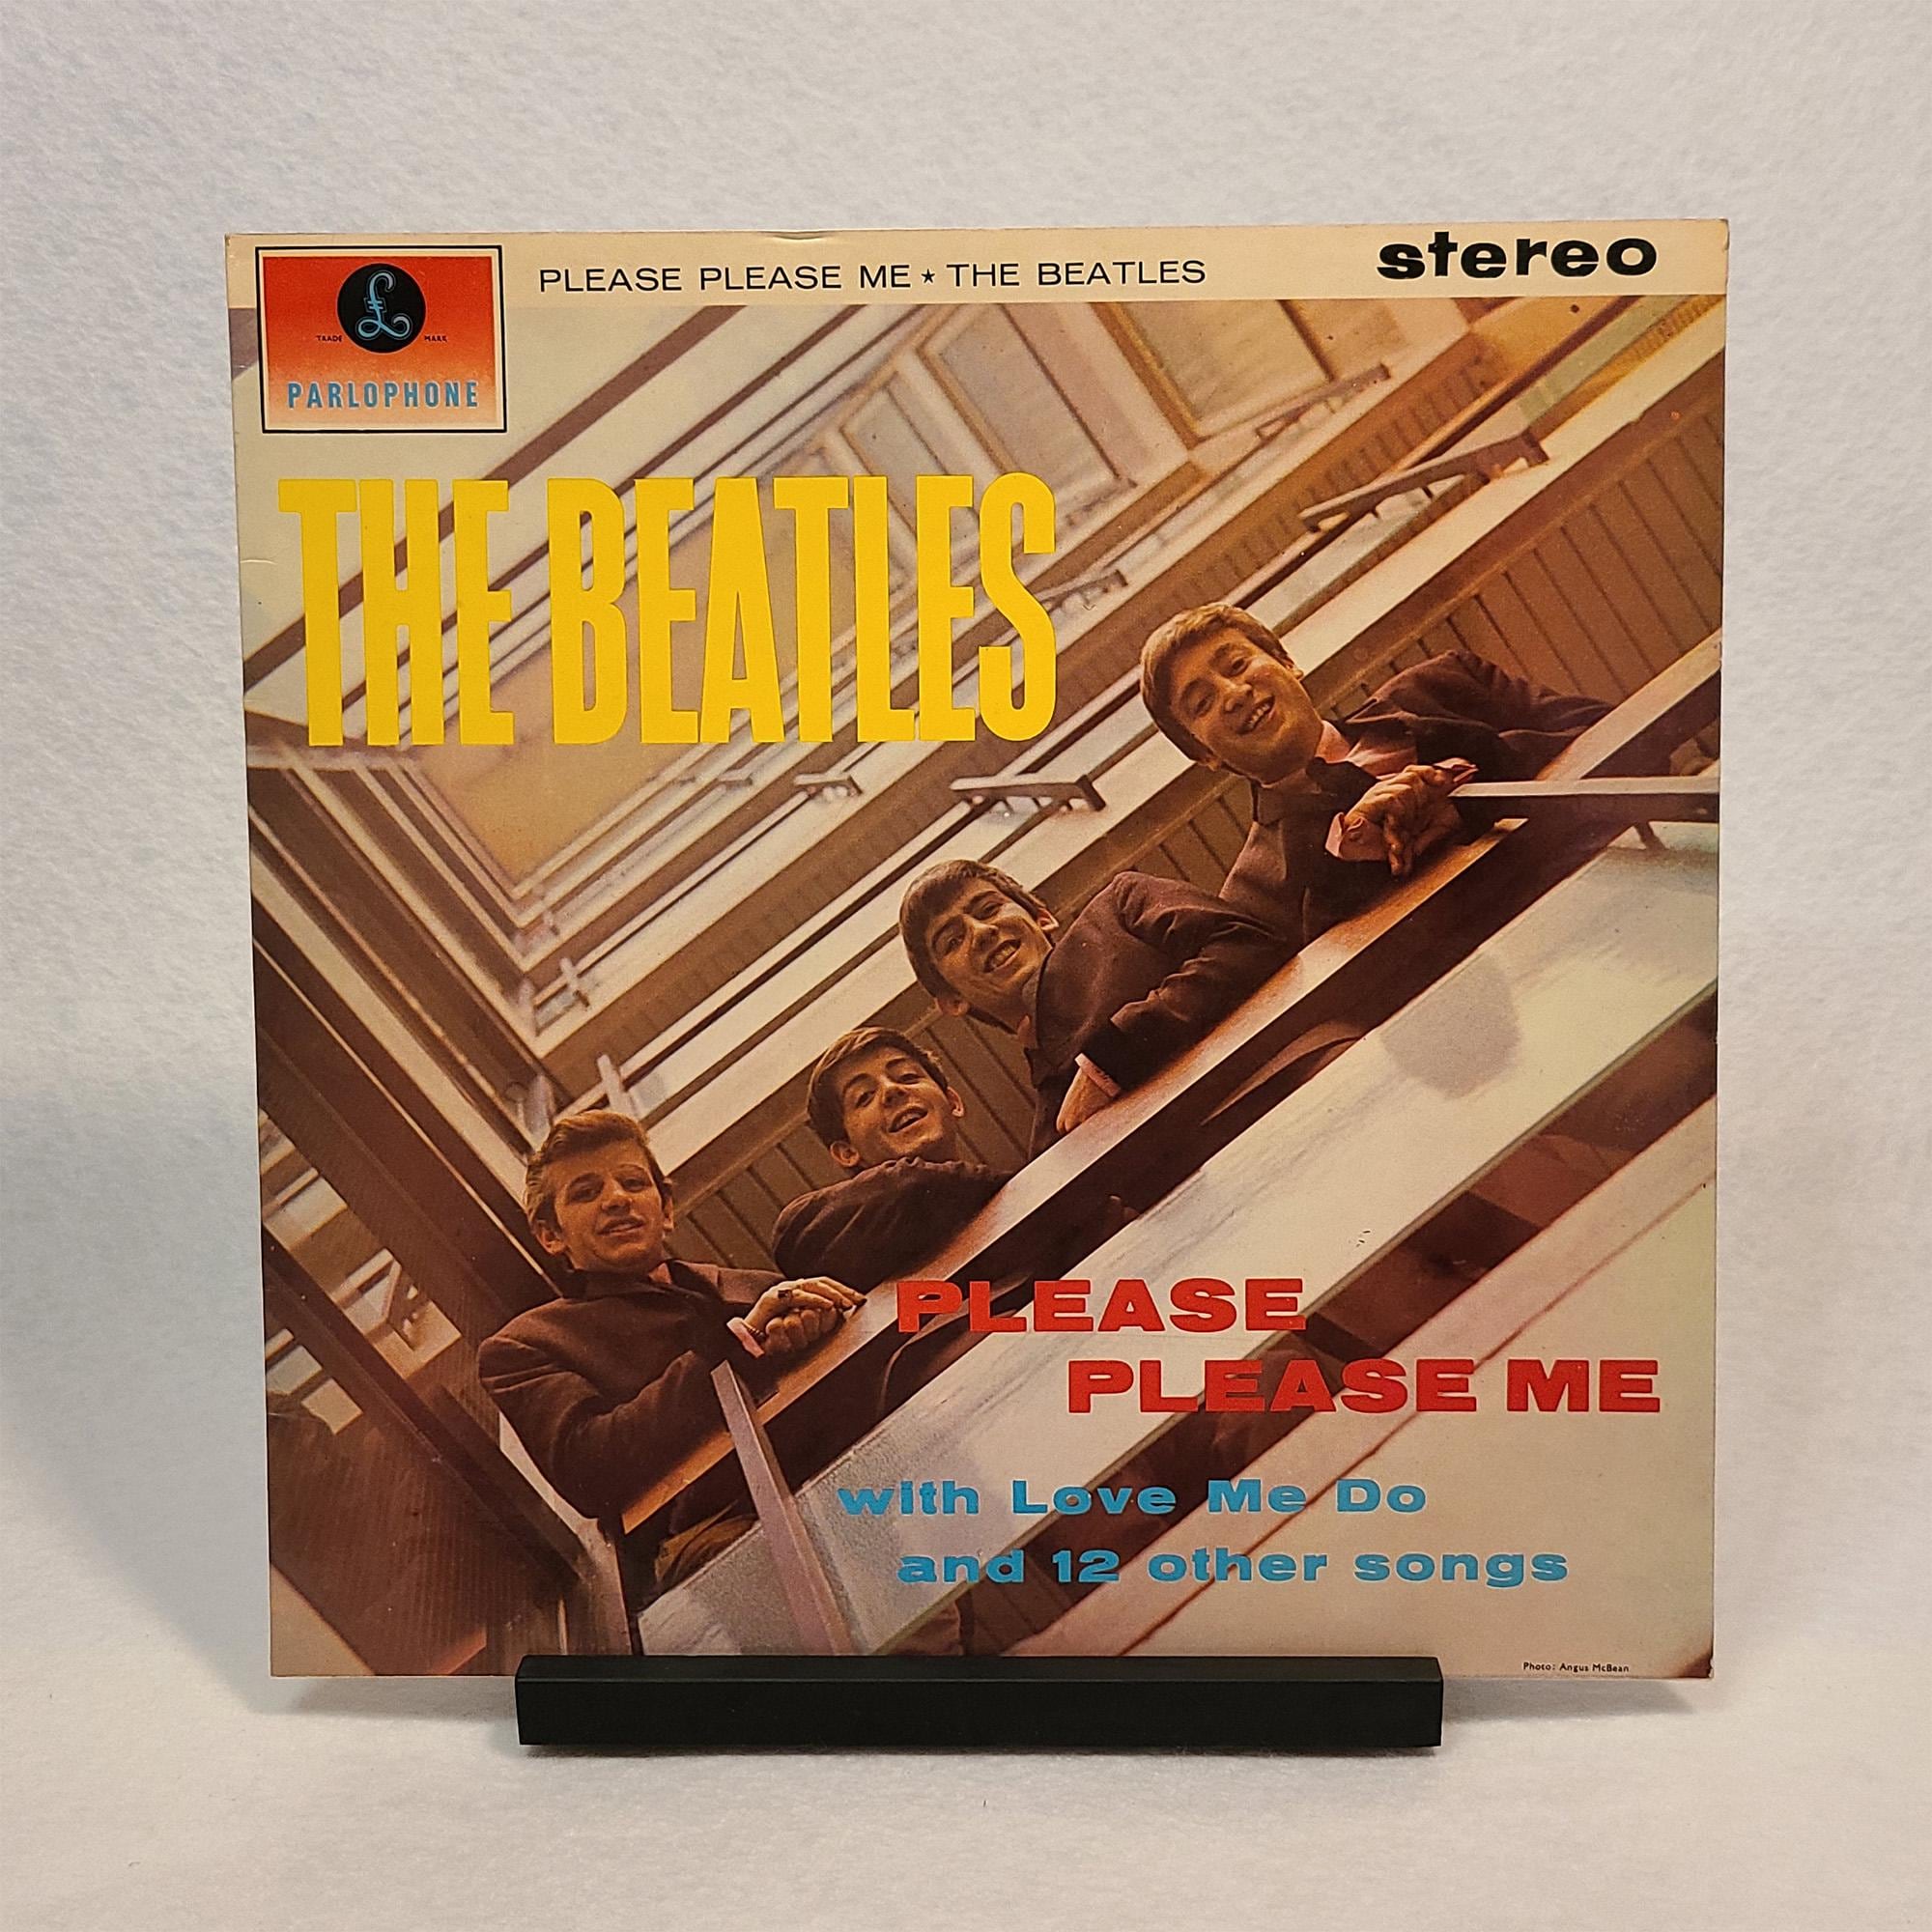 £
TRADE MARK
PARLOPHONE
PLEASE PLEASE ME ★ THE BEATLES
stereo
THE BEATLES
PLEASE
PLEASE ME
with Love Me Do
and 12 other songs
Photo: Angus McBean